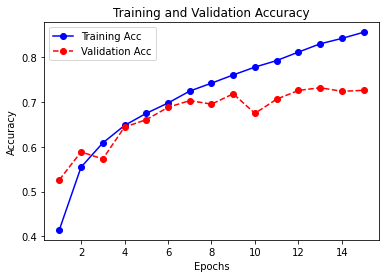 Training and Validation Accuracy
Training Acc
Validation Acc
Accuracy
0.8
0.7
0.6
0.5
0.4
2 4 6 8 10 12 14
Epochs